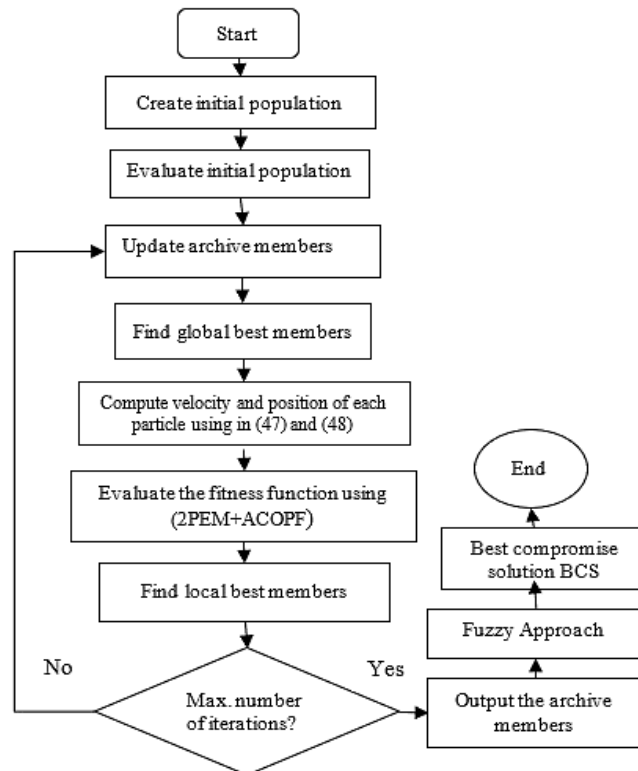 Start
Create initial population
Evaluate initial population
Update archive members
Find global best members
Compute velocity and position of each
particle using in (47) and (48)
Evaluate the fitness function using
(2PEM+ACOPF)
Find local best members
No
Yes
Max. number
of iterations?
Output the archive
members
Fuzzy Approach
Best compromise
solution BCS
End